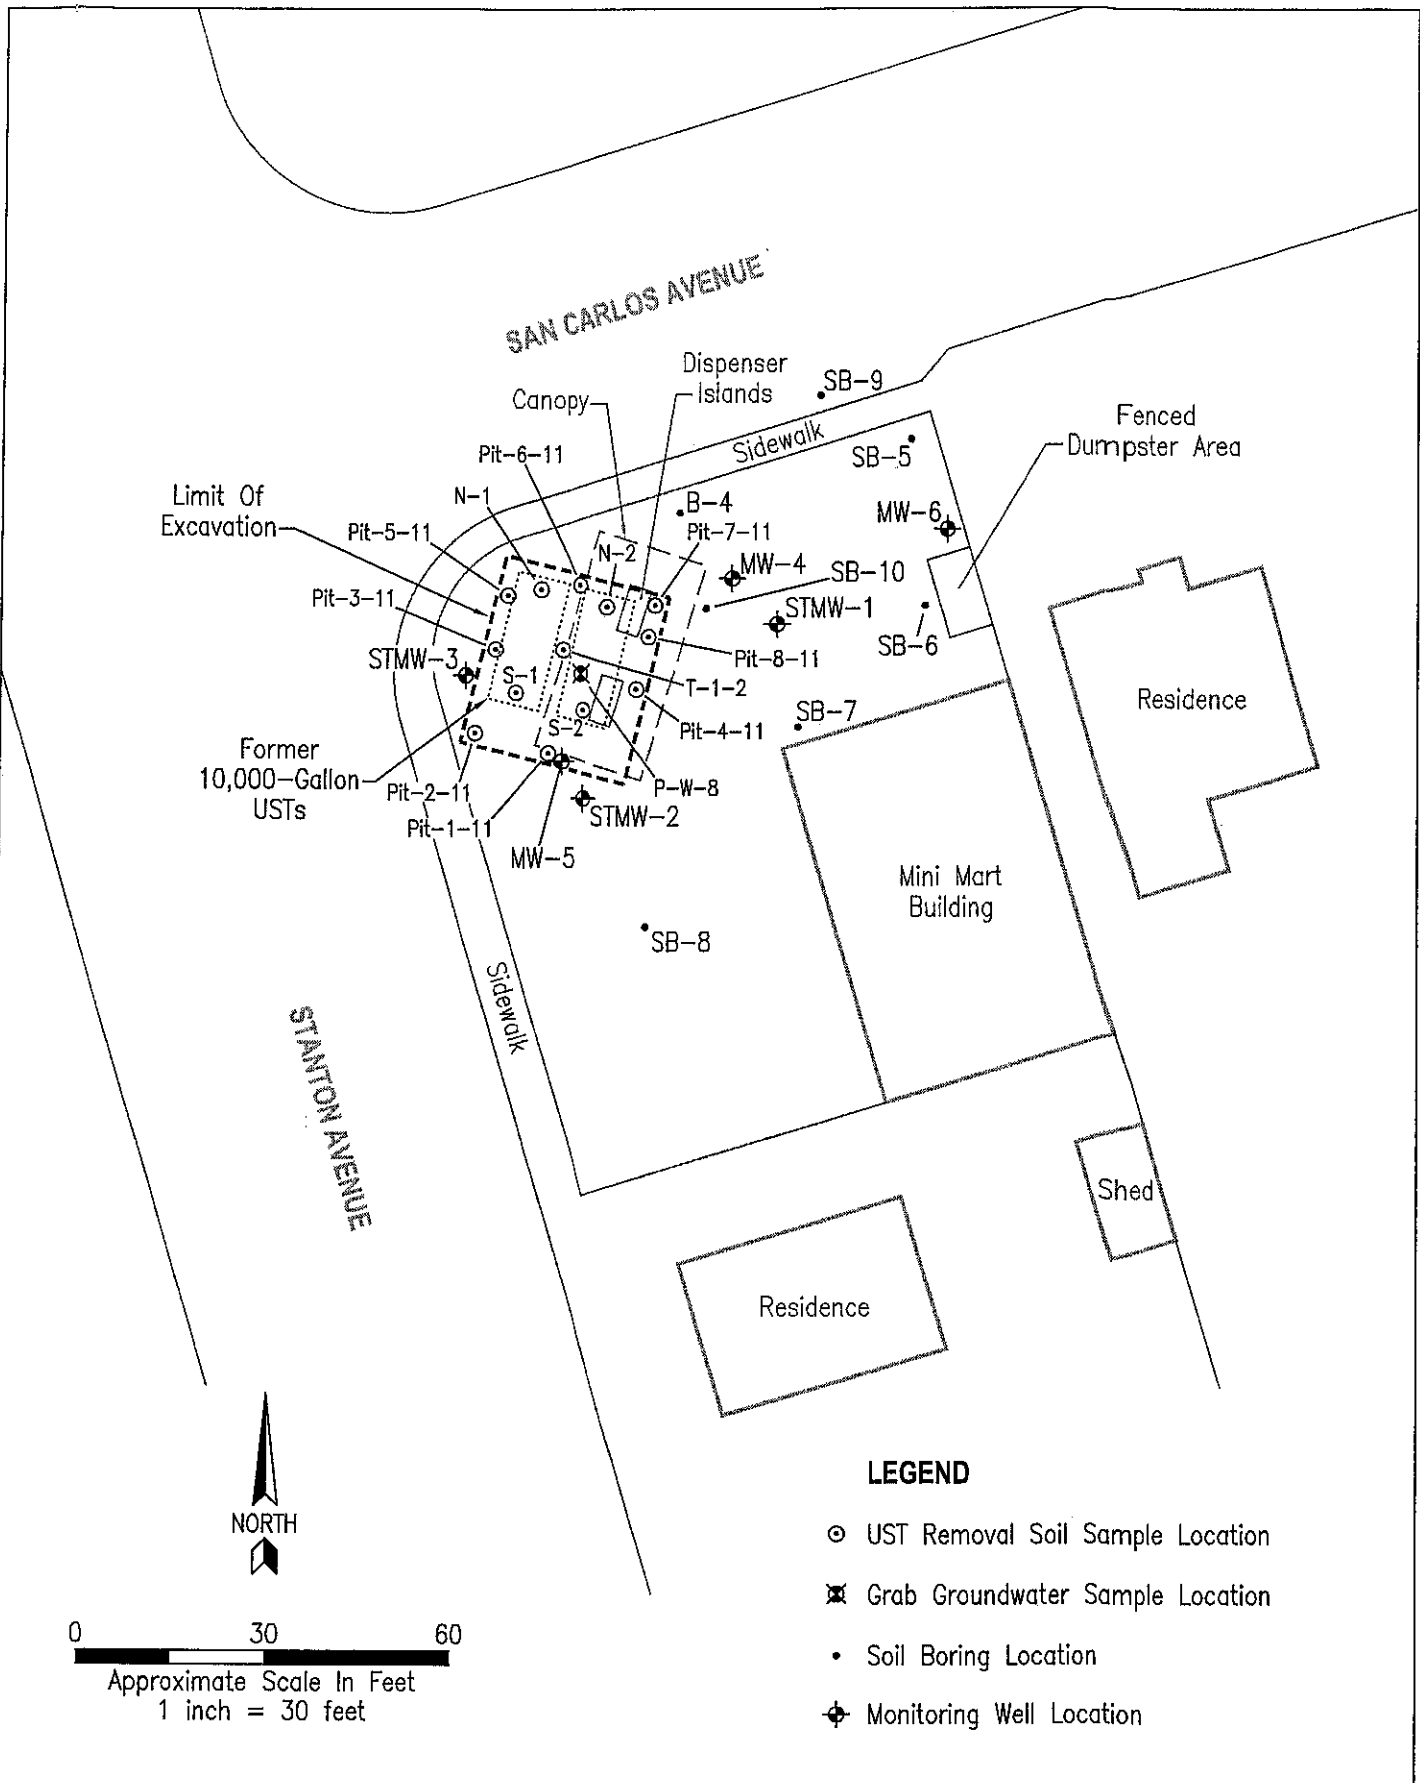 SAN CARLOS AVENUE
Dispenser
Islands
Canopy
SB-9
Fenced
Dumpster Area
Sidewalk
SB-5
Pit-6-11
Limit Of
Excavation
N-1
B-4
MW-6
Pit-5-11
Pit-7-11
N-2
MW-4
SB-10
Pit-3-11
STMW-1
SB-6
STMW-3
Pit-8-11
S-1
T-1-2
Residence
SB-7
S-2
Pit-4-11
Former
10,000-Gallon
USTs
Pit-2-11
P-W-8
Pit-1-11
STMW-2
MW-5
Mini Mart
Building
SB-8
Sidewalk
STANTON AVENUE
Shed
Residence
NORTH
0 30 60
Approximate Scale In Feet
1 inch = 30 feet
LEGEND
UST Removal Soil Sample Location
Grab Groundwater Sample Location
Soil Boring Location
Monitoring Well Location